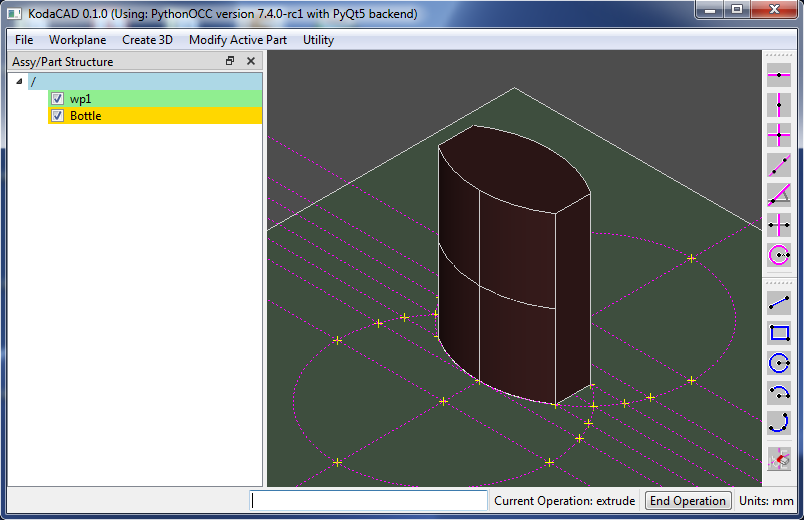 KodaCAD 0.1.0 (Using: PythonOCC version 7.4.0-rc1 with PyQt5 backend)
File Workplane Create 3D Modify Active Part Utility
Assy/Part Structure
/
wp1
Bottle
Current Operation: extrude End Operation Units: mm